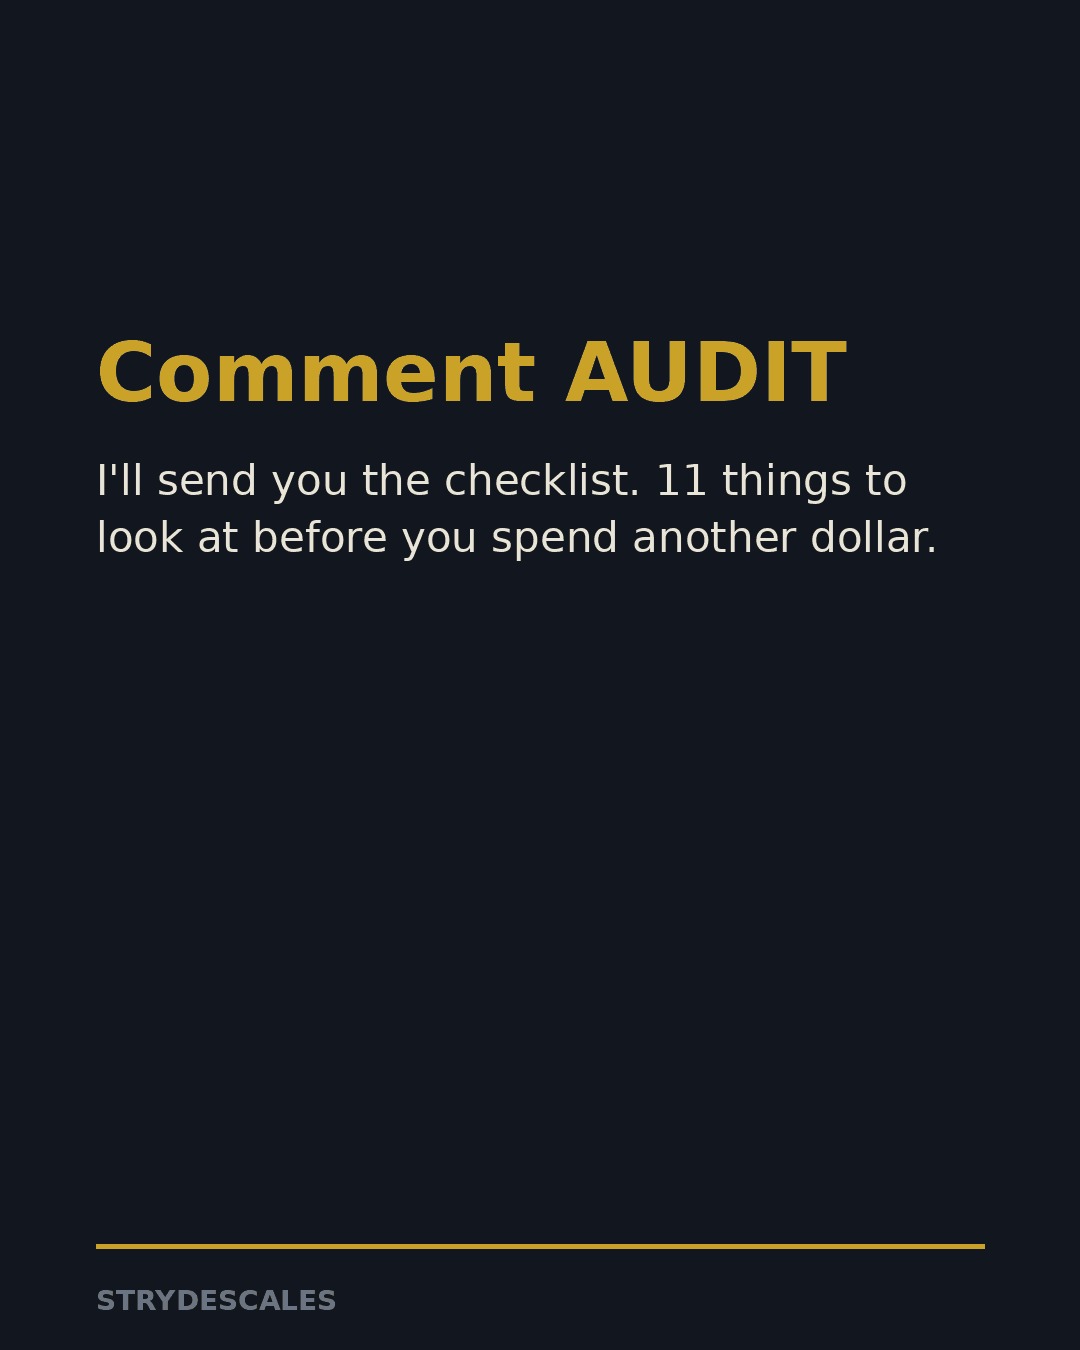 Comment AUDIT
I'll send you the checklist. 11 things to
look at before you spend another dollar.
STRYDESCALES